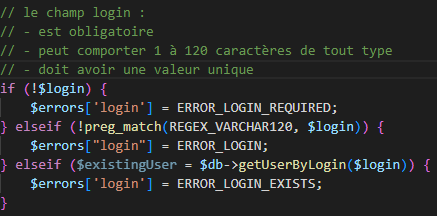 // le champ login :
// - est obligatoire
// - peut comporter 1 à 120 caractères de tout type
// - doit avoir une valeur unique
if (!$login) {
    $errors['login'] = ERROR_LOGIN_REQUIRED;
} elseif (!preg_match(REGEX_VARCHAR120, $login)) {
    $errors["login"] = ERROR_LOGIN;
} elseif ($existingUser = $db->getUserByLogin($login)) {
    $errors['login'] = ERROR_LOGIN_EXISTS;
}